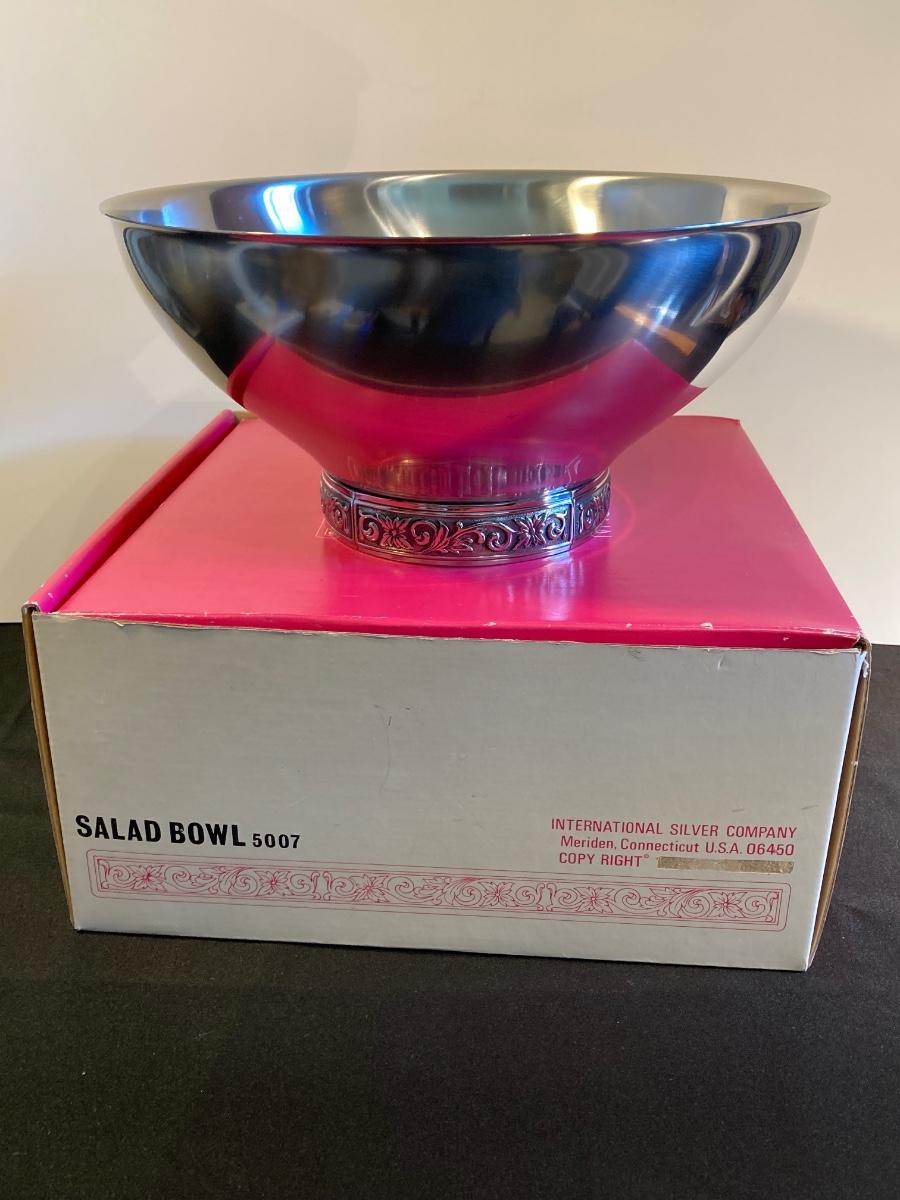 SALAD BOWL 5007
INTERNATIONAL SILVER COMPANY
Meriden, Connecticut U.S.A. 06450
COPY RIGHT©